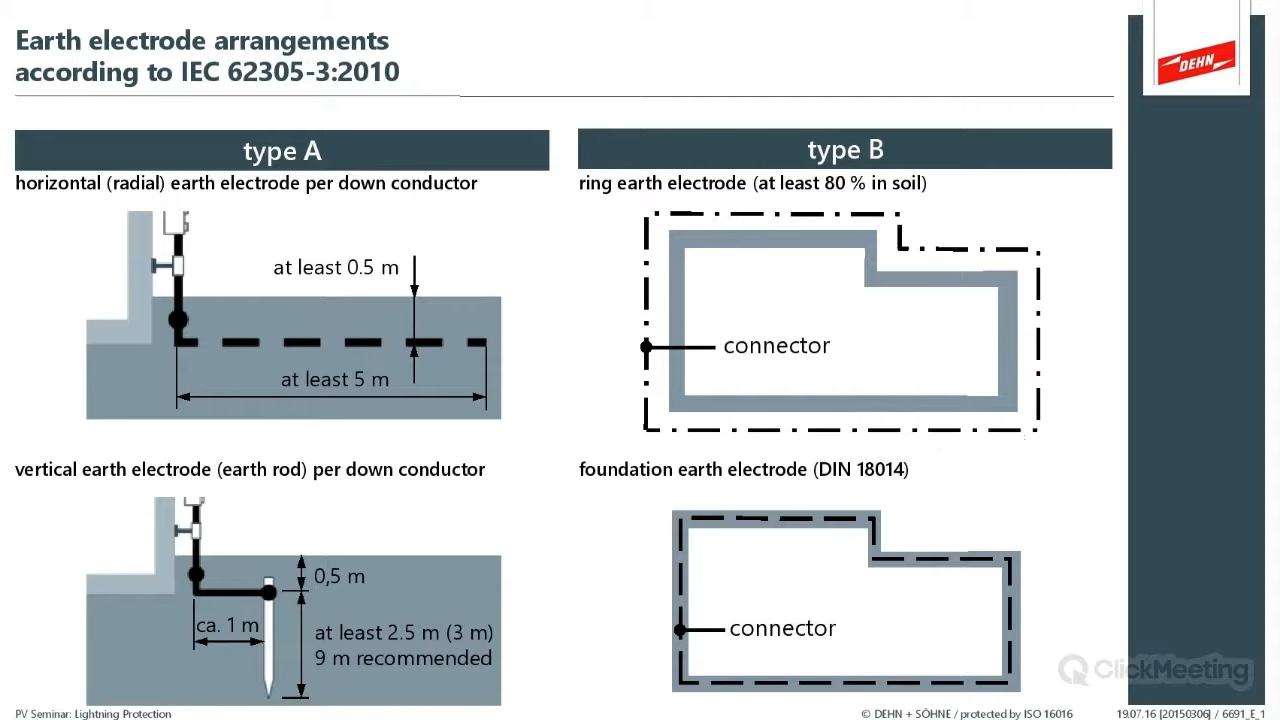 Earth electrode arrangements
according to IEC 62305-3:2010
DEHN
type A
horizontal (radial) earth electrode per down conductor
at least 0.5 m
at least 5 m
vertical earth electrode (earth rod) per down conductor
0,5 m
ca. 1 m
at least 2.5 m (3 m)
9 m recommended
type B
ring earth electrode (at least 80 % in soil)
connector
foundation earth electrode (DIN 18014)
connector
ClickMeeting
PV Seminar: Lightning Protection
© DEHN + SÖHNE / protected by ISO 16016
19.07.16 [20150306] / 6691_E_1